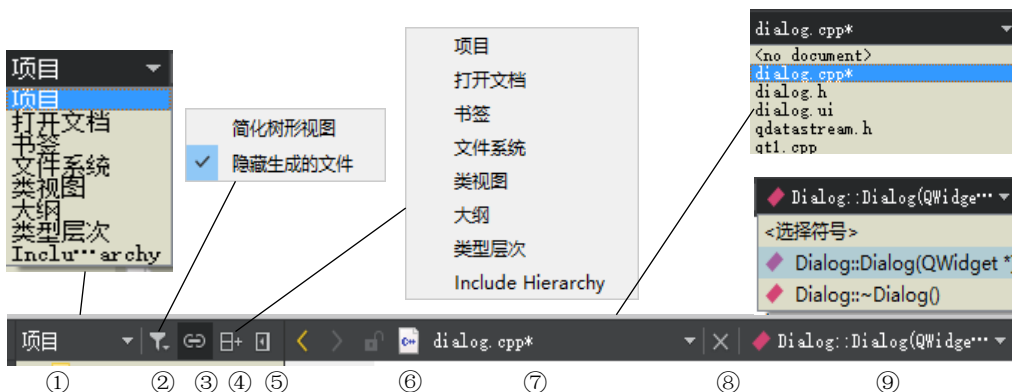 项目
项目
打开文档
书签
文件系统
类视图
大纲
类型层次
Inclu…archy
简化树形视图
隐藏生成的文件
项目
打开文档
书签
文件系统
类视图
大纲
类型层次
Include Hierarchy
dialog.cpp*
<no document>
dialog.cpp*
dialog.h
dialog.ui
qdatastream.h
qt1.cpp
Dialog::Dialog(QWidge…
<选择符号>
Dialog::Dialog(QWidget *)
Dialog::~Dialog()
项目 C++ dialog.cpp* Dialog::Dialog(QWidge…
① ② ③ ④ ⑤ ⑥ ⑦ ⑧ ⑨